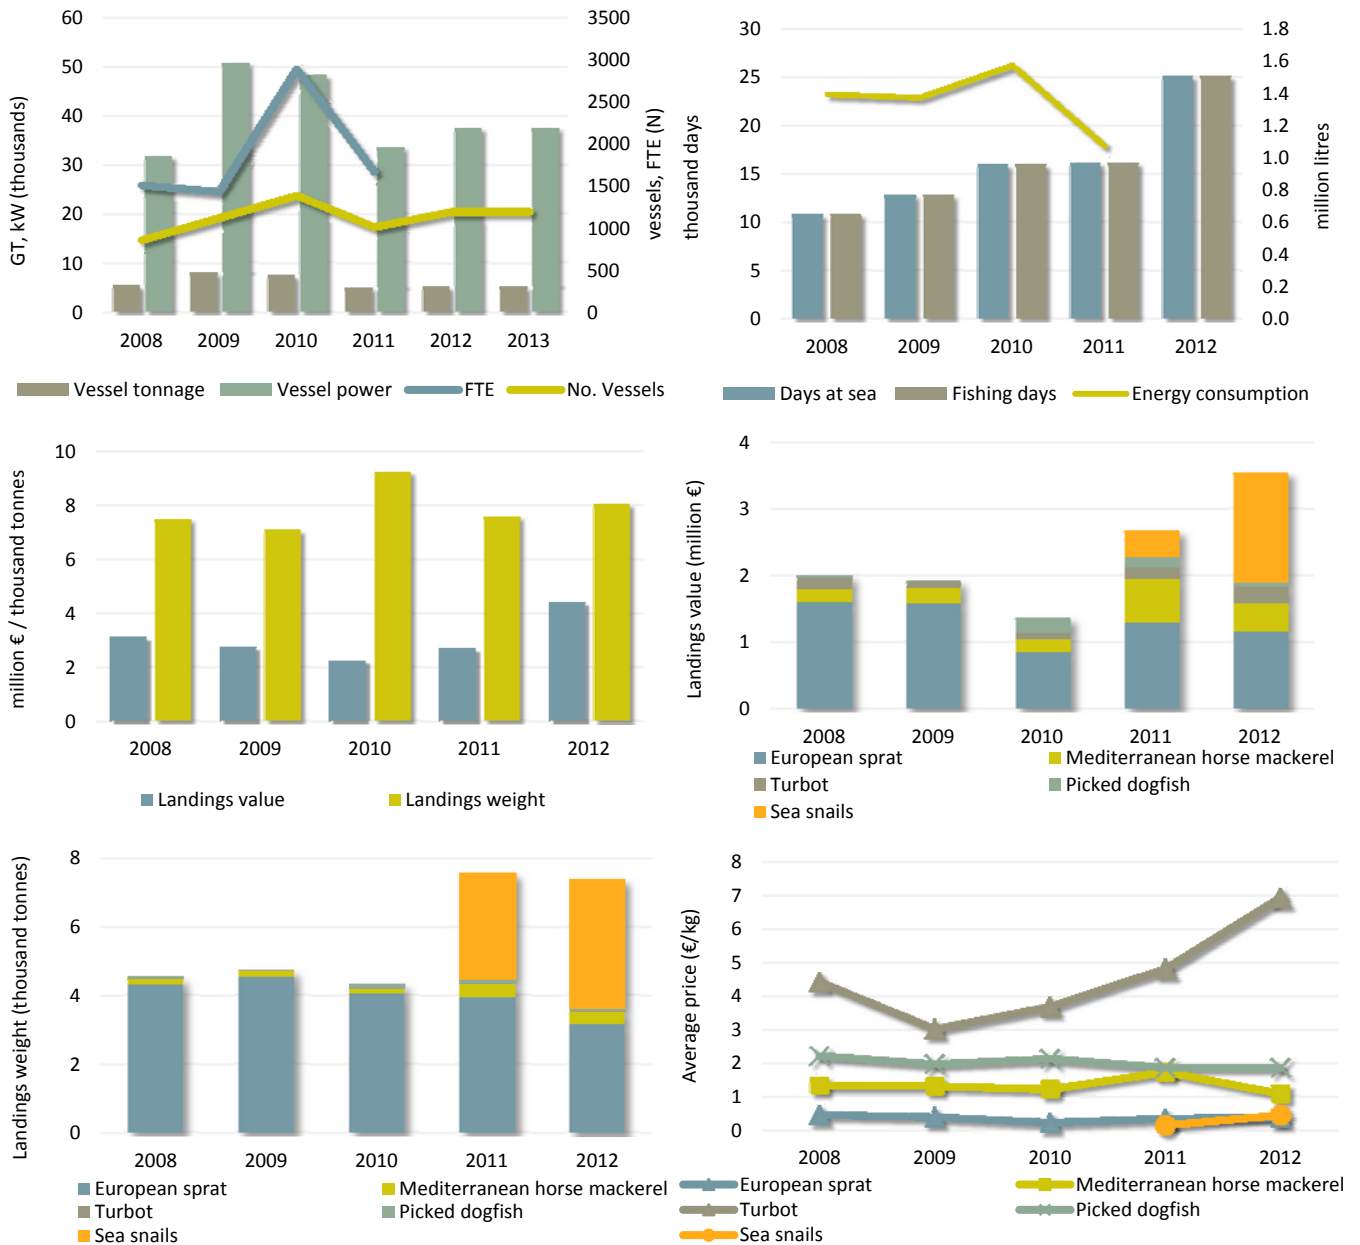 60
50
40
30
20
10
0
GT, kW (thousands)
3500
3000
2500
2000
1500
1000
500
0
vessels, FTE (N)
2008 2009 2010 2011 2012 2013
Vessel tonnage Vessel power FTE No. Vessels
30
25
20
15
10
5
0
thousand days
1.8
1.6
1.4
1.2
1.0
0.8
0.6
0.4
0.2
0.0
million litres
2008 2009 2010 2011 2012
Days at sea Fishing days Energy consumption
10
8
6
4
2
0
million € / thousand tonnes
2008 2009 2010 2011 2012
Landings value Landings weight
4
3
2
1
0
Landings value (million €)
2008 2009 2010 2011 2012
European sprat Mediterranean horse mackerel
Turbot Picked dogfish
Sea snails
8
6
4
2
0
Landings weight (thousand tonnes)
2008 2009 2010 2011 2012
European sprat Mediterranean horse mackerel
Turbot Picked dogfish
Sea snails
8
7
6
5
4
3
2
1
0
Average price (€/kg)
2008 2009 2010 2011 2012
European sprat Mediterranean horse mackerel
Turbot Picked dogfish
Sea snails